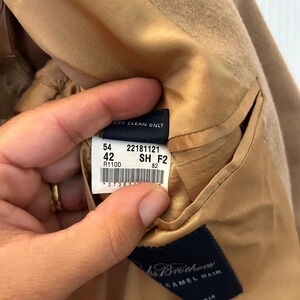 DRY CLEAN ONLY
54 22181121
42 SH F2
R110D 82
Brothers
CAMEL HAIR